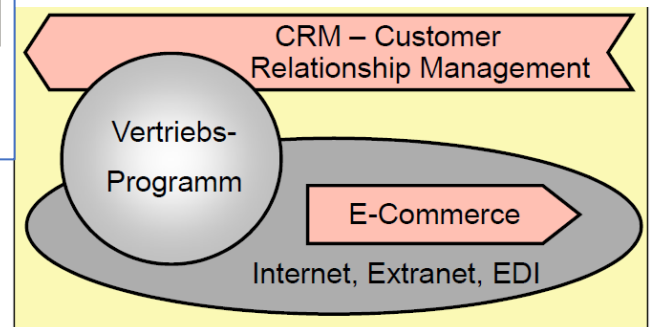 CRM – Customer
Relationship Management
Vertriebs-
Programm
E-Commerce
Internet, Extranet, EDI